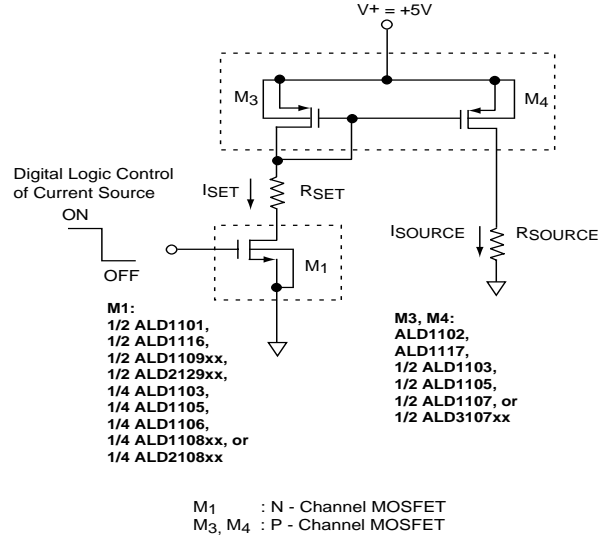 V+ = +5V
M3
M4
Digital Logic Control
of Current Source
ON
OFF
ISET
RSET
ISOURCE
RSOURCE
M1
M1:
1/2 ALD1101,
1/2 ALD1116,
1/2 ALD1109xx,
1/2 ALD2129xx,
1/4 ALD1103,
1/4 ALD1105,
1/4 ALD1106,
1/4 ALD1108xx, or
1/4 ALD2108xx
M3, M4:
ALD1102,
ALD1117,
1/2 ALD1103,
1/2 ALD1105,
1/2 ALD1107, or
1/2 ALD3107xx
M1 : N - Channel MOSFET
M3, M4 : P - Channel MOSFET